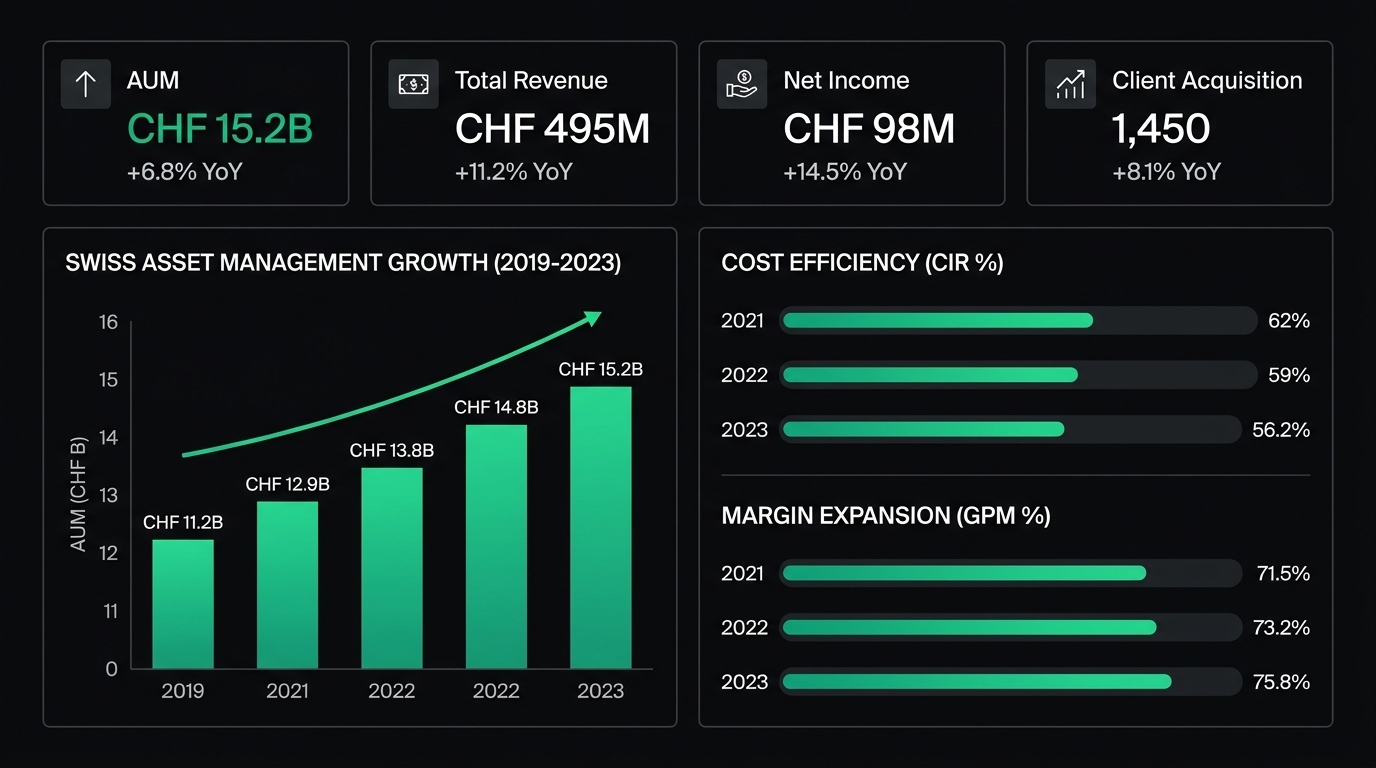 AUM
CHF 15.2B
+6.8% YoY
Total Revenue
CHF 495M
+11.2% YoY
Net Income
CHF 98M
+14.5% YoY
Client Acquisition
1,450
+8.1% YoY
SWISS ASSET MANAGEMENT GROWTH (2019-2023)
AUM (CHF B)
16
15
14
13
12
11
0
CHF 11.2B
CHF 12.9B
CHF 13.8B
CHF 14.8B
CHF 15.2B
2019
2021
2022
2022
2023
COST EFFICIENCY (CIR %)
2021 62%
2022 59%
2023 56.2%
MARGIN EXPANSION (GPM %)
2021 71.5%
2022 73.2%
2023 75.8%